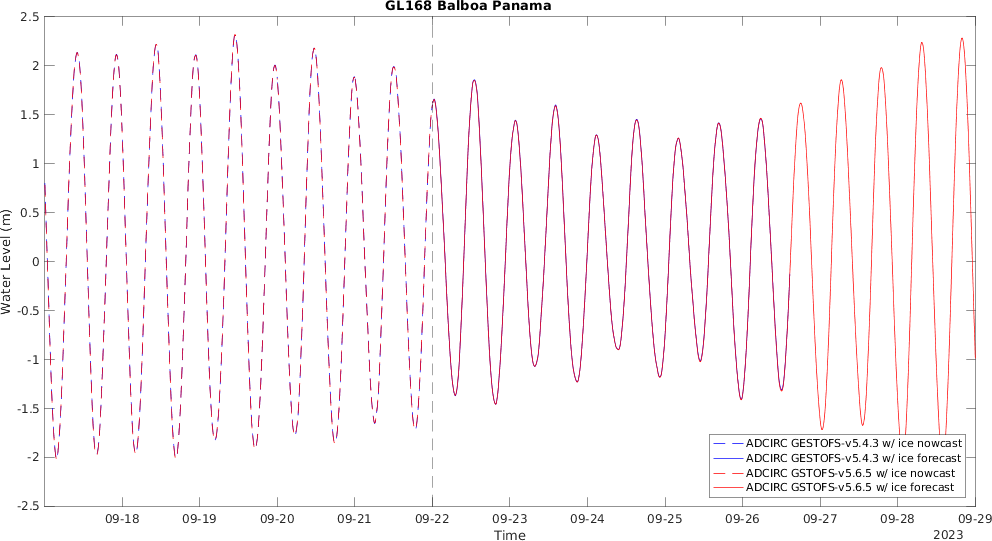 GL168 Balboa Panama
2.5
2
1.5
1
0.5
0
-0.5
-1
-1.5
-2
-2.5
Water Level (m)
ADCIRC GESTOFS-v5.4.3 w/ ice nowcast
ADCIRC GESTOFS-v5.4.3 w/ ice forecast
ADCIRC GSTOFS-v5.6.5 w/ ice nowcast
ADCIRC GSTOFS-v5.6.5 w/ ice forecast
09-18 09-19 09-20 09-21 09-22 09-23 09-24 09-25 09-26 09-27 09-28 09-29
Time
2023